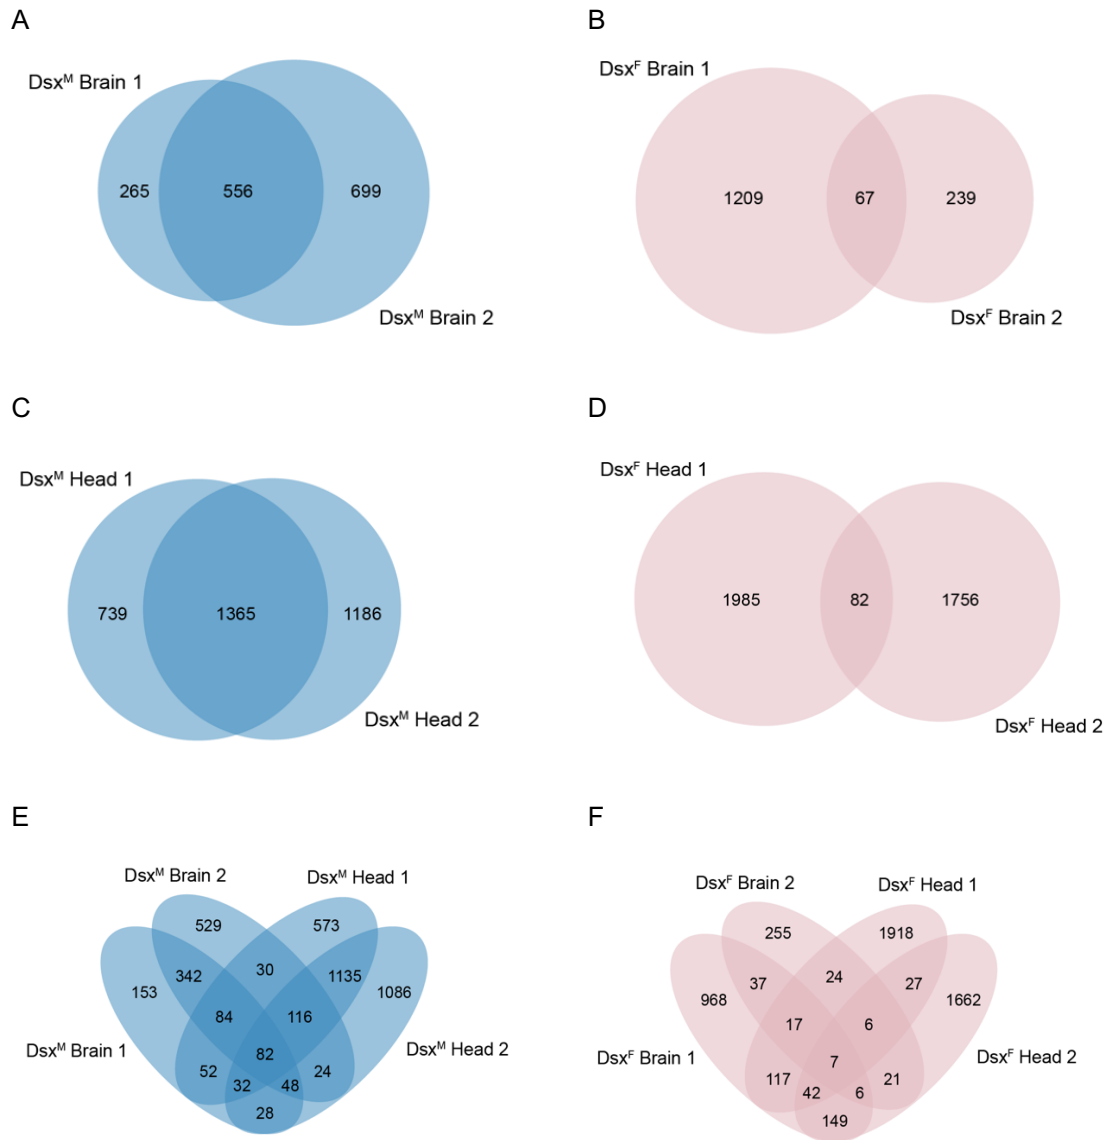 A
B
Dsxᴹ Brain 1
265
556
699
Dsxᴹ Brain 2
Dsxꟳ Brain 1
1209
67
239
Dsxꟳ Brain 2
C
D
Dsxᴹ Head 1
739
1365
1186
Dsxᴹ Head 2
Dsxꟳ Head 1
1985
82
1756
Dsxꟳ Head 2
E
F
Dsxᴹ Brain 2
Dsxᴹ Head 1
529
573
342
30
1135
153
1086
84
116
Dsxᴹ Brain 1
82
Dsxᴹ Head 2
52
32
48
24
28
Dsxꟳ Brain 2
Dsxꟳ Head 1
255
1918
37
24
27
968
1662
17
6
Dsxꟳ Brain 1
7
Dsxꟳ Head 2
117
42
6
21
149